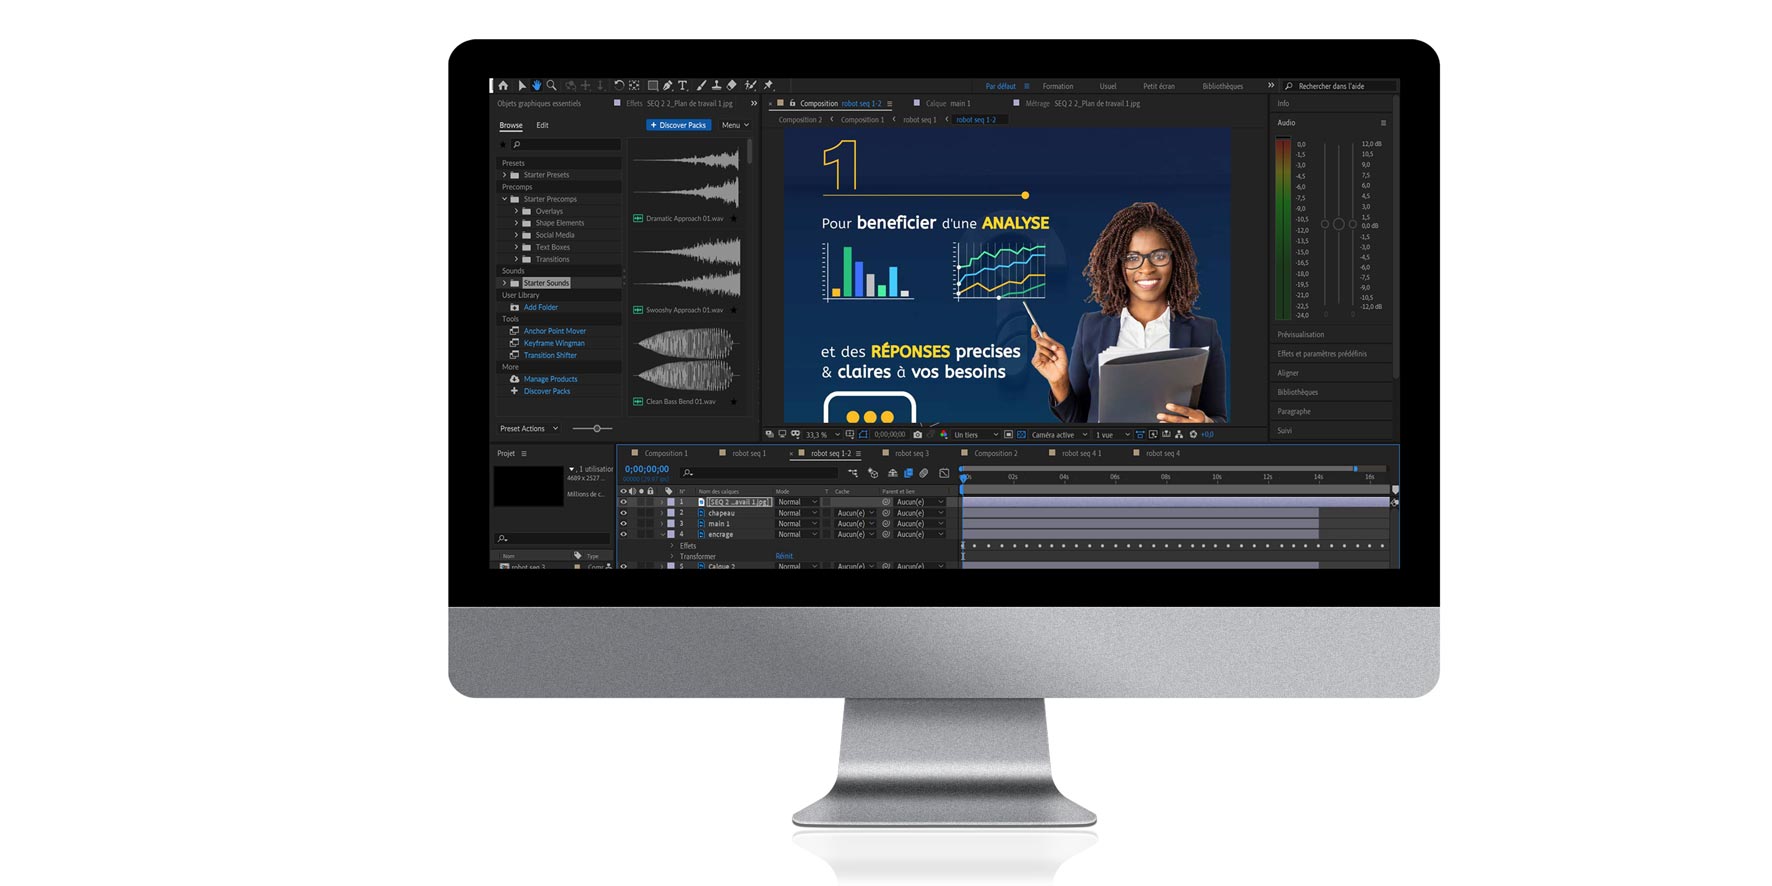 Par défaut Formation Usuel Petit écran Bibliothèques Rechercher dans l'aide
Objets graphiques essentiels Effets SEQ 2 2_Plan de travail 1.jpg
Composition robot seq 1-2 Calque main 1 Métrage SEQ 2 2_Plan de travail 1.jpg
Composition 2 Composition 1 robot seq 1 robot seq 1-2
Browse Edit + Discover Packs Menu
Presets
Starter Presets
Precomps
Starter Precomps
Overlays
Shape Elements
Social Media
Text Boxes
Transitions
Sounds
Starter Sounds
User Library
Add Folder
Tools
Anchor Point Mover
Keyframe Wingman
Transition Shifter
More
Manage Products
Discover Packs
Preset Actions
Dramatic Approach 01.wav
Swooshy Approach 01.wav
Clean Bass Bend 01.wav
1
Pour beneficier d'une ANALYSE
et des RÉPONSES precises
& claires à vos besoins
33,3 % 0;00;00;00 Un tiers Caméra active 1 vue +0,0
Info
Audio
0,0
-1,5
-3,0
-4,5
-6,0
-7,5
-9,0
-10,5
-12,0
-13,5
-15,0
-16,5
-18,0
-19,5
-21,0
-22,5
-24,0
12,0 dB
10,5
9,0
7,5
6,0
4,5
3,0
1,5
0,0 dB
-1,5
-3,0
-4,5
-6,0
-7,5
-9,0
-10,5
-12,0 dB
0 0
Prévisualisation
Effets et paramètres prédéfinis
Aligner
Bibliothèques
Paragraphe
Suivi
Projet
, 1 utilisation
4689 x 2527
Millions de c...
Nom Type
robot seq 3 Comp
Composition 1 robot seq 1 robot seq 1-2 robot seq 3 Composition 2 robot seq 4 1 robot seq 4
0;00;00;00
02s 04s 06s 08s 10s 12s 14s 16s
N° Nom des calques Mode T Cache Parent et lien
1 [SEQ 2 ...avail 1.jpg] Normal Aucun(e)
2 chapeau Normal Aucun(e) Aucun(e)
3 main 1 Normal Aucun(e) Aucun(e)
4 encrage Normal Aucun(e) Aucun(e)
Effets
Transformer Réinit.
5 Calque 2 Normal Aucun(e) Aucun(e)